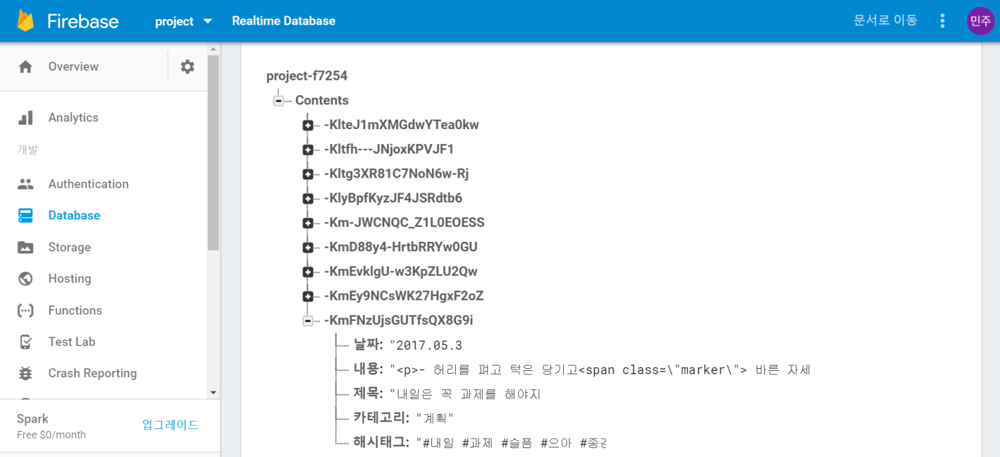 Firebase project Realtime Database 문서로 이동 민주
Overview
Analytics
개발
Authentication
Database
Storage
Hosting
Functions
Test Lab
Crash Reporting
Spark
Free $0/month
업그레이드
project-f7254
Contents
-KlteJ1mXMGdwYTea0kw
-Kltfh---JNjoxKPVJF1
-Kltg3XR81C7NoN6w-Rj
-KlyBpfKyzJF4JSRdtb6
-Km-JWCNQC_Z1L0EOESS
-KmD88y4-HrtbRRYw0GU
-KmEvklgU-w3KpZLU2Qw
-KmEy9NCsWK27HgxF2oZ
-KmFNzUjsGUTfsQX8G9i
날짜: "2017.05.3
내용: "<p>- 허리를 펴고 턱은 당기고<span class=\"marker\"> 바른 자세
제목: "내일은 꼭 과제를 해야지
카테고리: "계획"
해시태그: "#내일 #과제 #슬픔 #으아